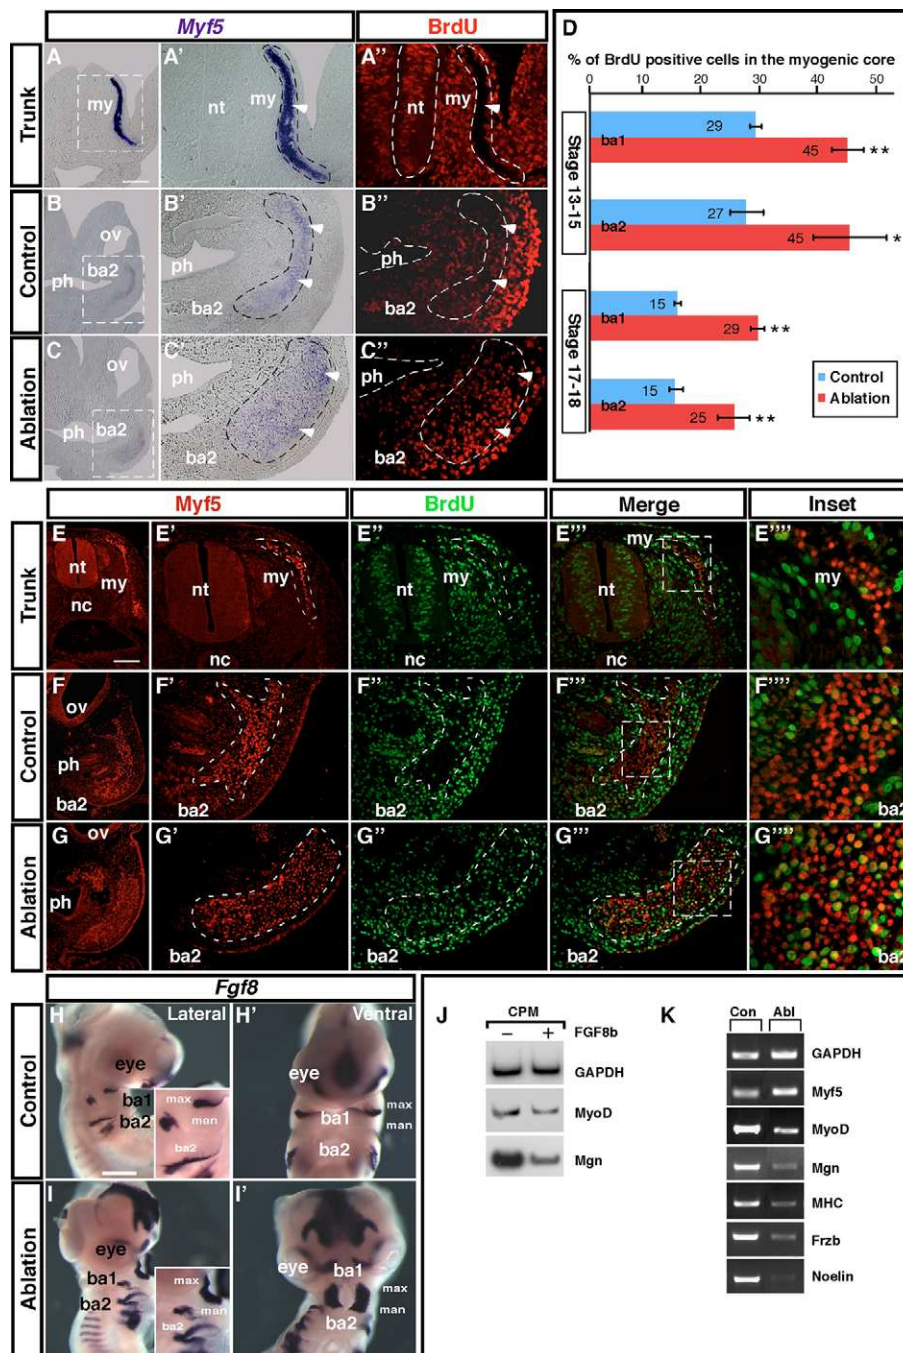 Myf5 BrdU
Trunk
A my
A' nt my
A'' nt my
Control
B ov ph ba2
B' ph ba2
B'' ph ba2
Ablation
C ov ph ba2
C' ph ba2
C'' ph ba2
D
% of BrdU positive cells in the myogenic core
0 10 20 30 40 50
Stage 13-15
ba1 29
45 **
ba2 27
45 *
Stage 17-18
ba1 15
29 **
ba2 15
25 **
Control
Ablation
Myf5 BrdU Merge Inset
Trunk
E nt my nc
E' nt my nc
E'' nt my nc
E''' my nt nc
E'''' my
Control
F ov ph ba2
F' ba2
F'' ba2
F''' ba2
F'''' ba2
Ablation
G ov ph ba2
G' ba2
G'' ba2
G''' ba2
G'''' ba2
Fgf8
Control
H Lateral
eye
ba1
ba2
max
man
ba2
H' Ventral
eye
ba1
max
man
ba2
Ablation
I
eye
ba1
ba2
max
man
ba2
I'
eye
ba1
max
man
ba2
J
CPM
– + FGF8b
GAPDH
MyoD
Mgn
K
Con Abl
GAPDH
Myf5
MyoD
Mgn
MHC
Frzb
Noelin